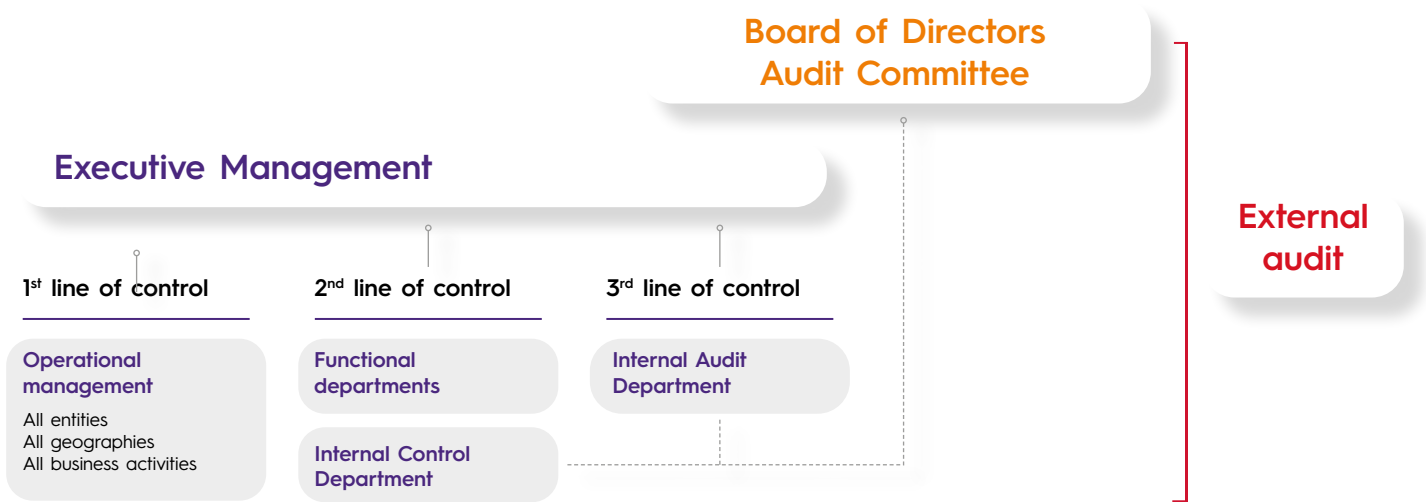 Board of Directors
Audit Committee
Executive Management
External
audit
1st line of control
2nd line of control
3rd line of control
Operational
management
All entities
All geographies
All business activities
Functional
departments
Internal Control
Department
Internal Audit
Department